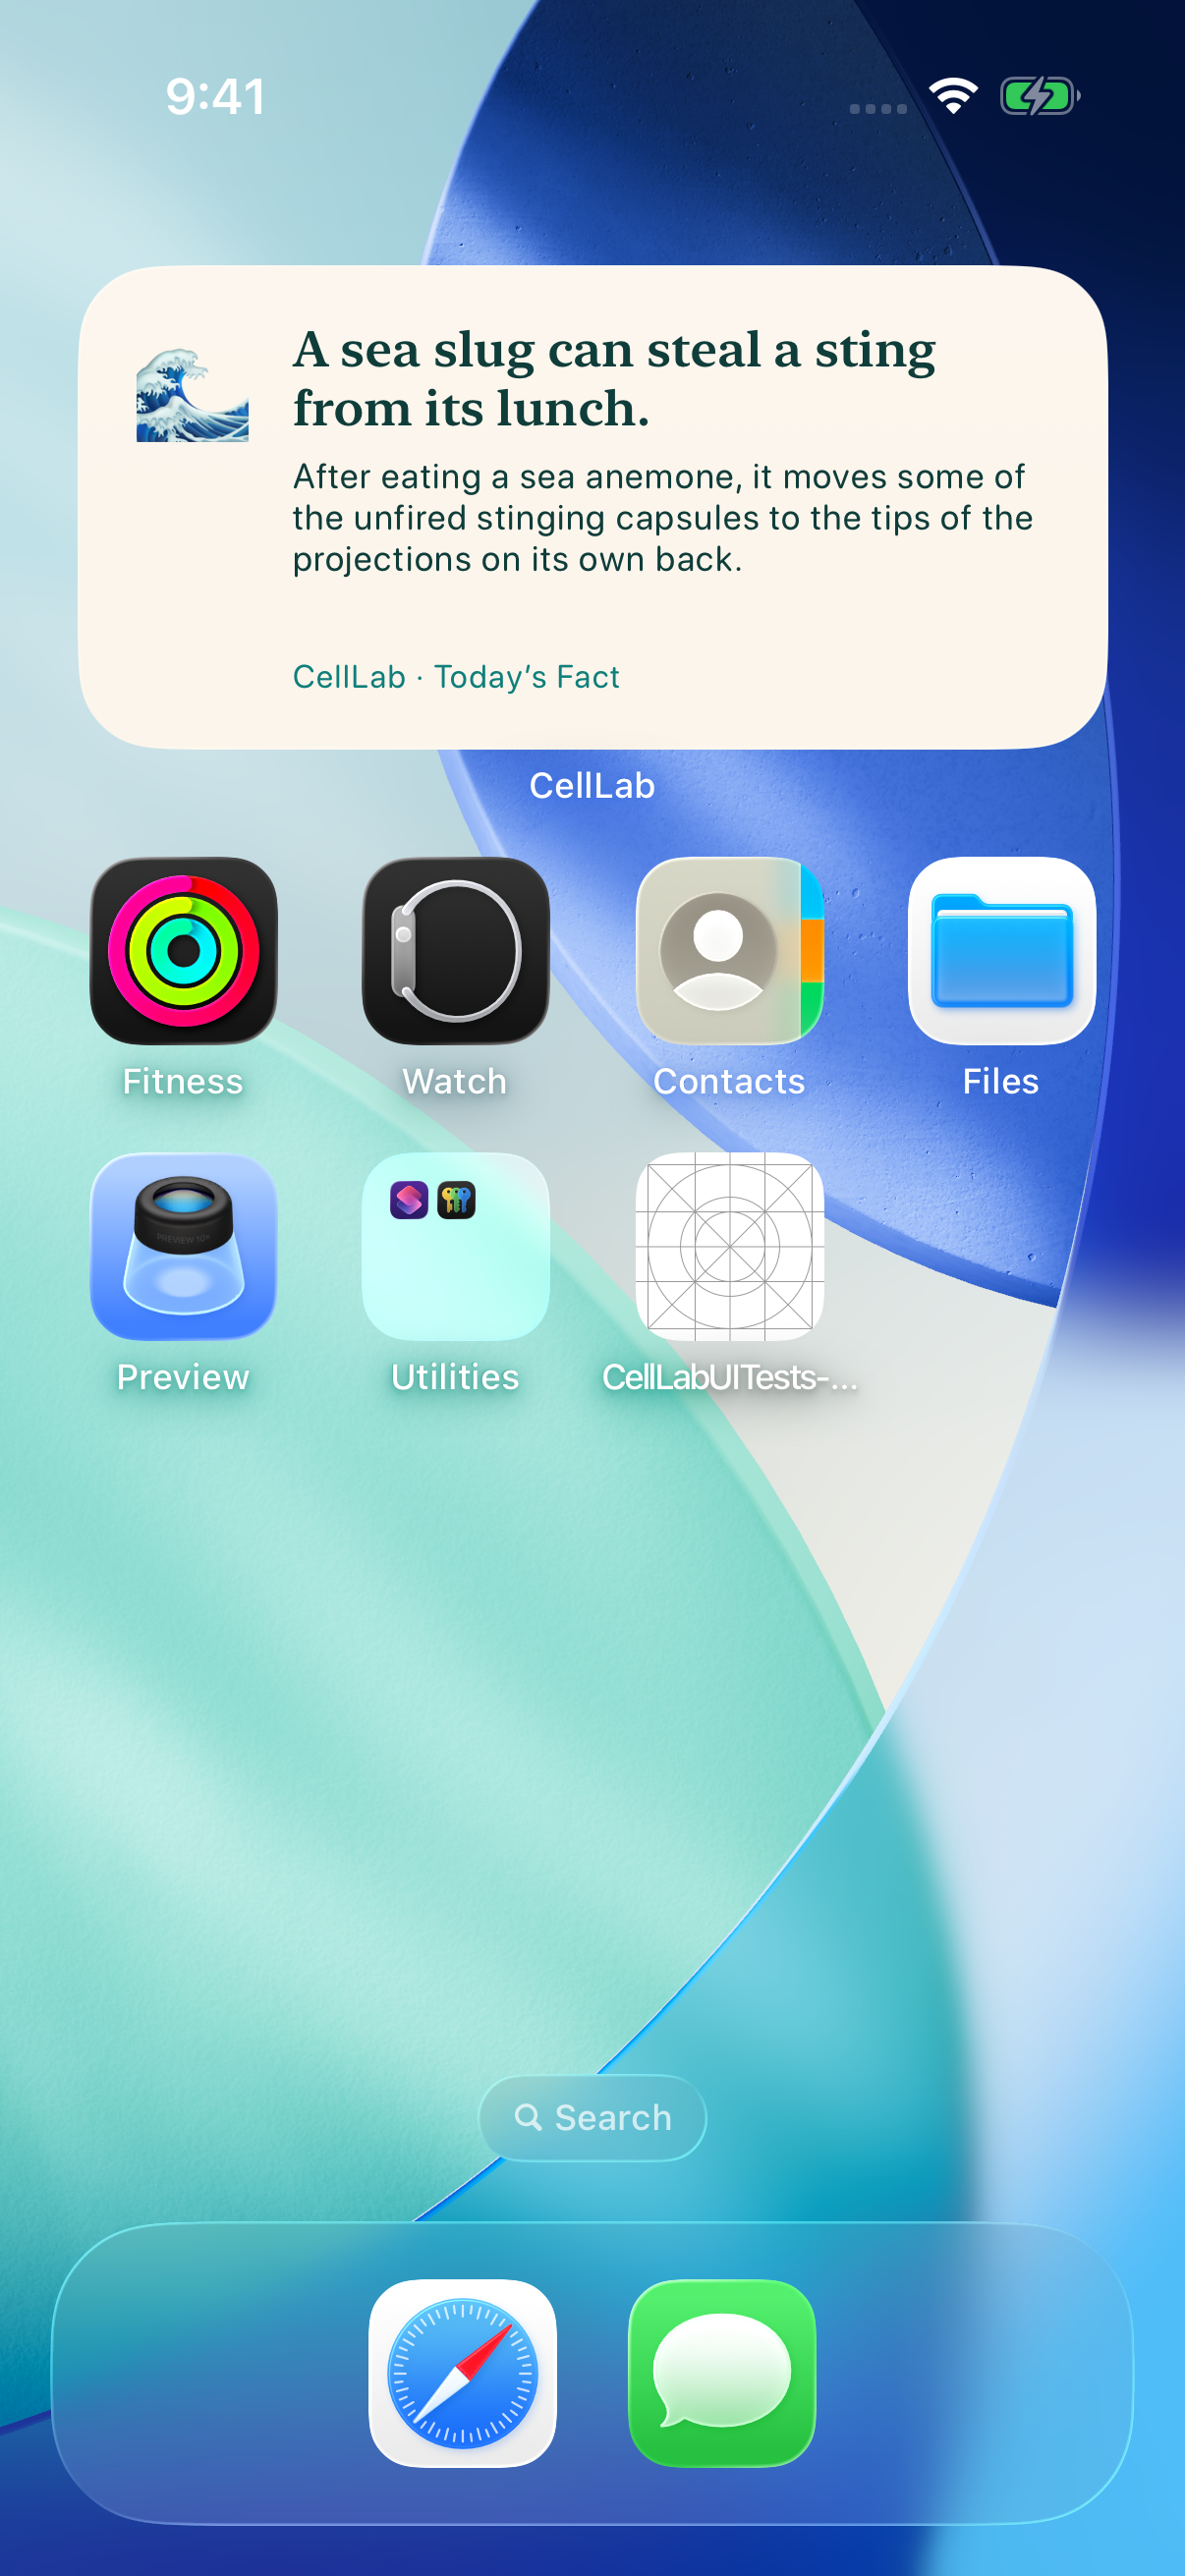 9:41
A sea slug can steal a sting
from its lunch.
After eating a sea anemone, it moves some of
the unfired stinging capsules to the tips of the
projections on its own back.
CellLab · Today’s Fact
CellLab
Fitness
Watch
Contacts
Files
PREVIEW 10×
Preview
Utilities
CellLabUITests-...
Search